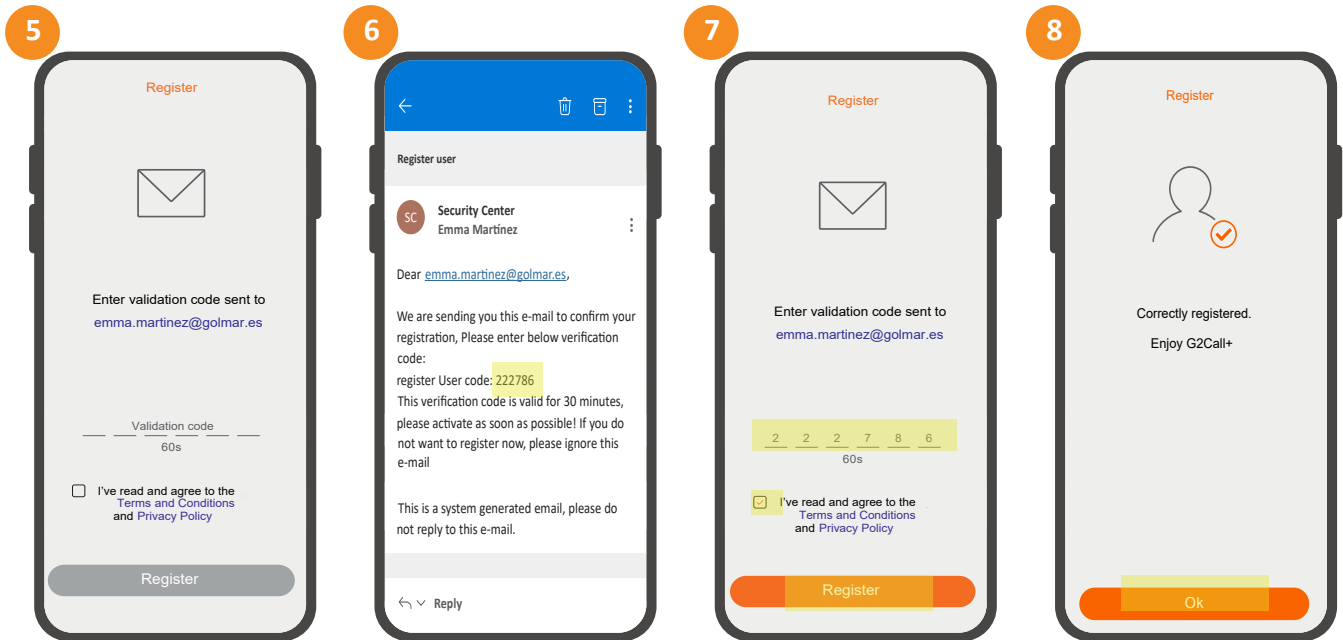 5
Register
Enter validation code sent to
emma.martinez@golmar.es
Validation code
60s
I've read and agree to the
Terms and Conditions
and Privacy Policy
Register
6
Register user
SC
Security Center
Emma Martínez
Dear emma.martinez@golmar.es,
We are sending you this e-mail to confirm your
registration, Please enter below verification
code:
register User code: 222786
This verification code is valid for 30 minutes,
please activate as soon as possible! If you do
not want to register now, please ignore this
e-mail
This is a system generated email, please do
not reply to this e-mail.
Reply
7
Register
Enter validation code sent to
emma.martinez@golmar.es
2 2 2 7 8 6
60s
I've read and agree to the
Terms and Conditions
and Privacy Policy
Register
8
Register
Correctly registered.
Enjoy G2Call+
Ok